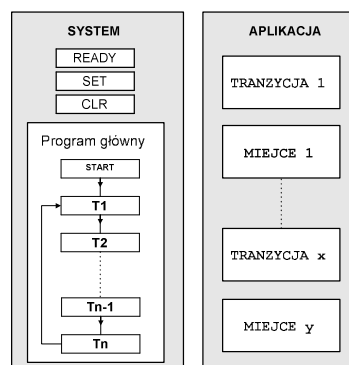 SYSTEM
READY
SET
CLR
Program główny
START
T1
T2
Tn-1
Tn
APLIKACJA
TRANZYCJA 1
MIEJCE 1
TRANZYCJA x
MIEJCE y